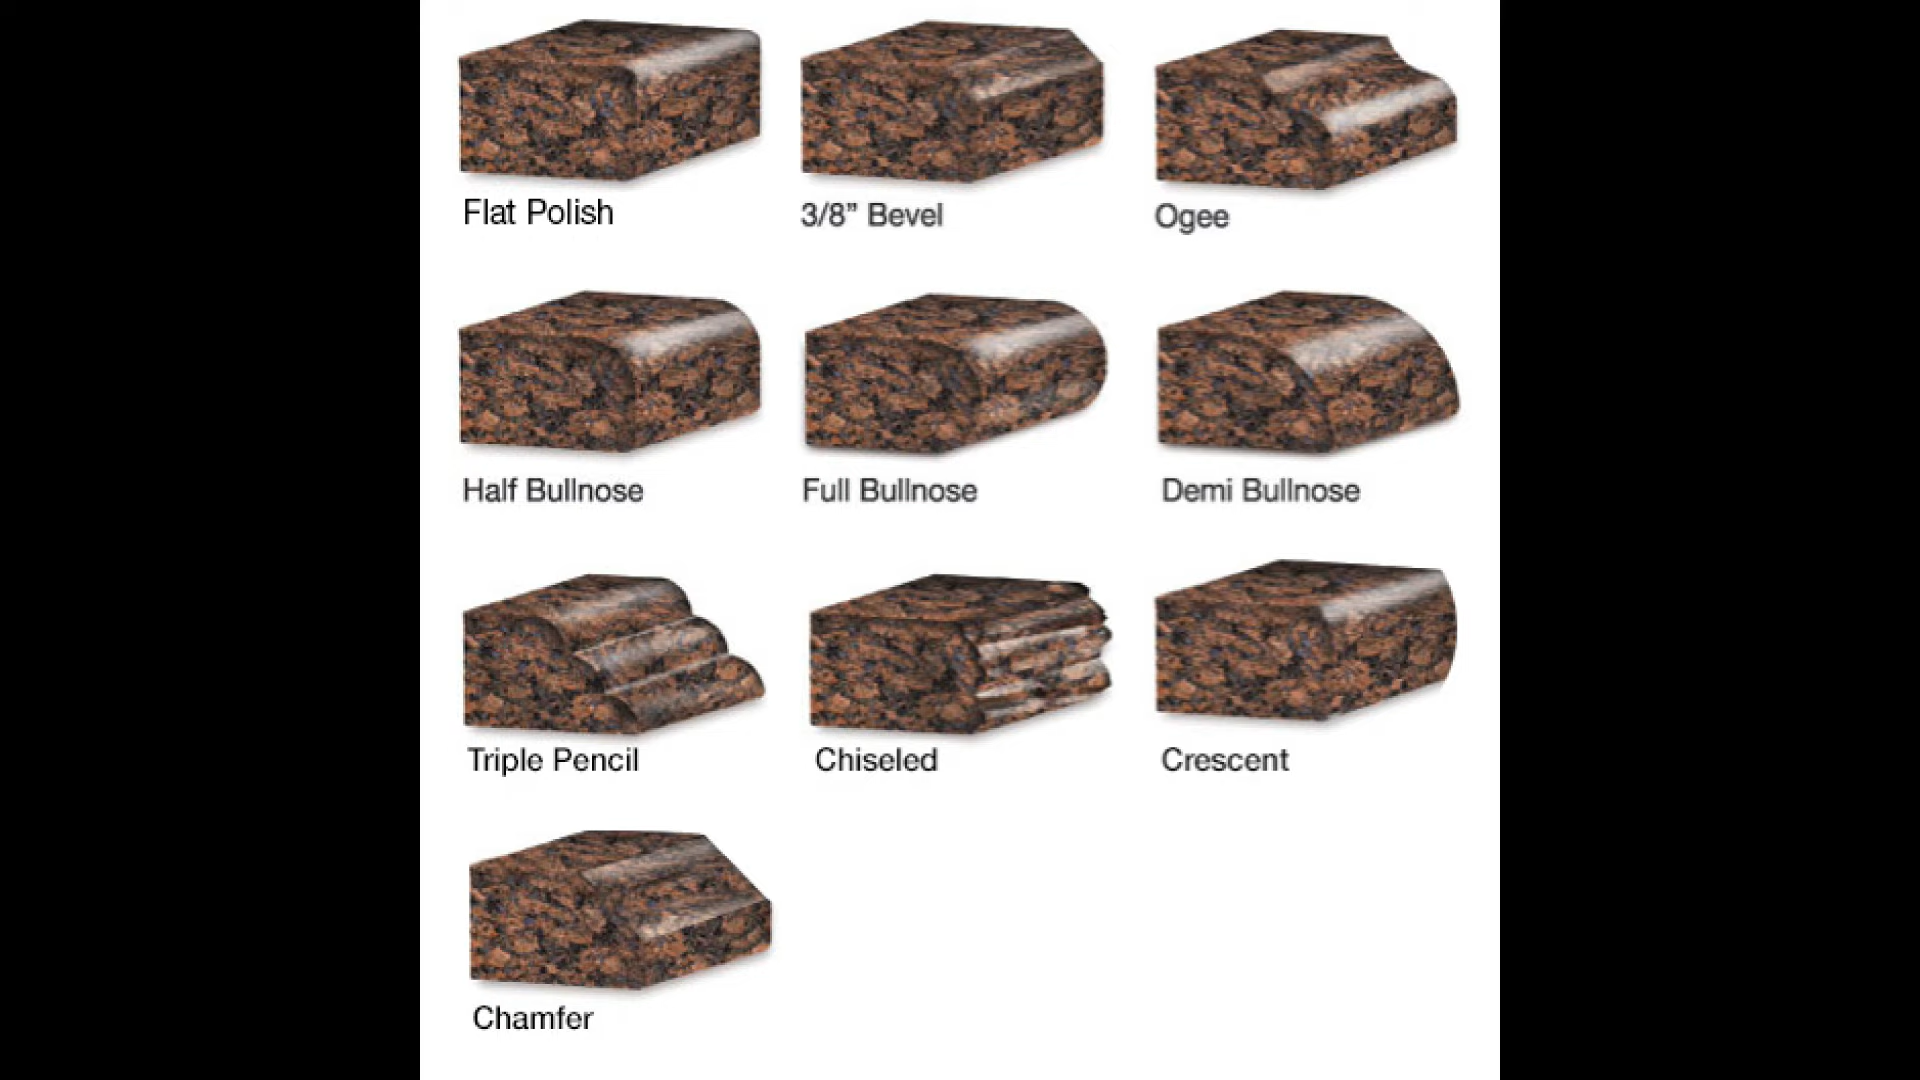 Flat Polish
3/8” Bevel
Ogee
Half Bullnose
Full Bullnose
Demi Bullnose
Triple Pencil
Chiseled
Crescent
Chamfer